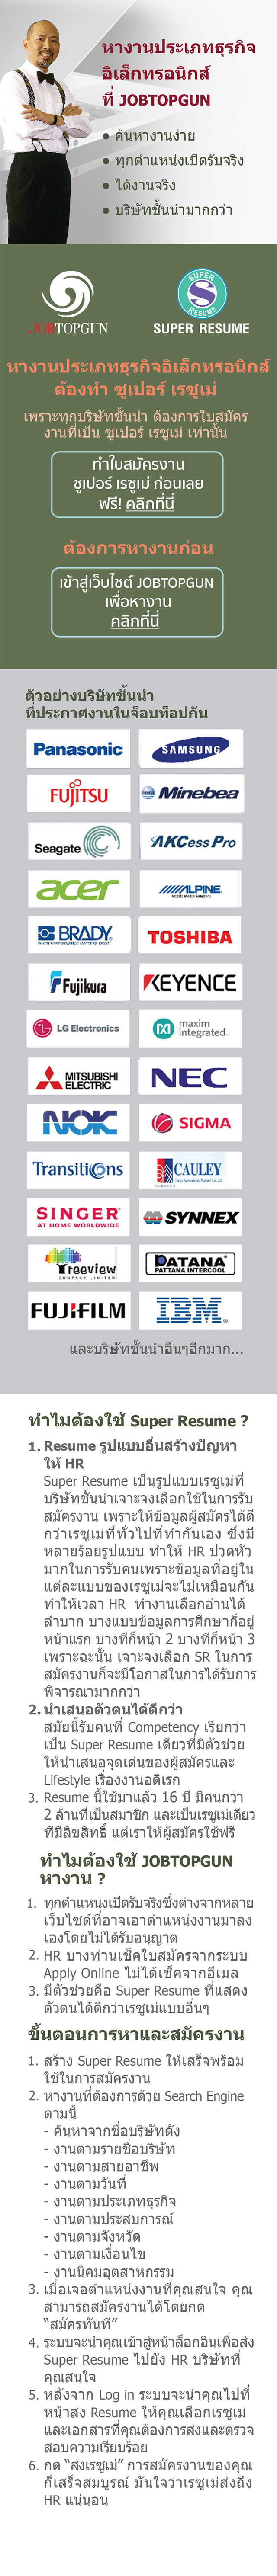 หางานประเภทธุรกิจ
อิเล็กทรอนิกส์
ที่ JOBTOPGUN
● ค้นหางานง่าย
● ทุกตำแหน่งเปิดรับจริง
● ได้งานจริง
● บริษัทชั้นนำมากกว่า
JOBTOPGUN
SUPER S RESUME
SUPER RESUME
หางานประเภทธุรกิจอิเล็กทรอนิกส์
ต้องทำ ซูเปอร์ เรซูเม่
เพราะทุกบริษัทชั้นนำ ต้องการใบสมัคร
งานที่เป็น ซูเปอร์ เรซูเม่ เท่านั้น
ทำใบสมัครงาน
ซูเปอร์ เรซูเม่ ก่อนเลย
ฟรี! คลิกที่นี่
ต้องการหางานก่อน
เข้าสู่เว็บไซต์ JOBTOPGUN
เพื่อหางาน
คลิกที่นี่
ตัวอย่างบริษัทชั้นนำ
ที่ประกาศงานในจ็อบท็อปกัน
Panasonic
SAMSUNG
FUJITSU
Minebea
Seagate
AKCess Pro
acer
ALPINE
Mobile Media Solutions
BRADY
WHEN PERFORMANCE MATTERS MOST
TOSHIBA
Fujikura
KEYENCE
LG Electronics
maxim
integrated
MITSUBISHI
ELECTRIC
NEC
NOK
SIGMA
Transitions
CAULEY
SINGER
AT HOME WORLDWIDE
SYNNEX
Treeview
COMPANY LIMITED
PATANA
PATTANA INTERCOOL
FUJIFILM
IBM
และบริษัทชั้นนำอื่นๆอีกมาก...
ทำไมต้องใช้ Super Resume ?
1. Resume รูปแบบอื่นสร้างปัญหา
ให้ HR
Super Resume เป็นรูปแบบเรซูเม่ที่
บริษัทชั้นนำเจาะจงเลือกใช้ในการรับ
สมัครงาน เพราะให้ข้อมูลผู้สมัครได้ดี
กว่าเรซูเม่ที่ทั่วไปที่ทำกันเอง ซึ่งมี
หลายร้อยรูปแบบ ทำให้ HR ปวดหัว
มากในการรับคนเพราะข้อมูลที่อยู่ใน
แต่ละแบบของเรซูเม่จะไม่เหมือนกัน
ทำให้เวลา HR ทำงานเลือกอ่านได้
ลำบาก บางแบบข้อมูลการศึกษาก็อยู่
หน้าแรก บางทีก็หน้า 2 บางทีก็หน้า 3
เพราะฉะนั้น เจาะจงเลือก SR ในการ
สมัครงานก็จะมีโอกาสในการได้รับการ
พิจารณามากกว่า
2. นำเสนอตัวตนได้ดีกว่า
สมัยนี้รับคนที่ Competency เรียกว่า
เป็น Super Resume เดียวที่มีตัวช่วย
ให้นำเสนอจุดเด่นของผู้สมัครและ
Lifestyle เรื่องงานอดิเรก
3. Resume นี้ใช้มาแล้ว 16 ปี มีคนกว่า
2 ล้านที่เป็นสมาชิก และเป็นเรซูเม่เดียว
ที่มีลิขสิทธิ์ แต่เราให้ผู้สมัครใช้ฟรี
ทำไมต้องใช้ JOBTOPGUN
หางาน ?
1. ทุกตำแหน่งเปิดรับจริงซึ่งต่างจากหลาย
เว็บไซต์ที่อาจเอาตำแหน่งงานมาลง
เองโดยไม่ได้รับอนุญาต
2. HR บางท่านเช็คใบสมัครจากระบบ
Apply Online ไม่ได้เช็คจากอีเมล
3. มีตัวช่วยคือ Super Resume ที่แสดง
ตัวตนได้ดีกว่าเรซูเม่แบบอื่นๆ
ขั้นตอนการหาและสมัครงาน
1. สร้าง Super Resume ให้เสร็จพร้อม
ใช้ในการสมัครงาน
2. หางานที่ต้องการด้วย Search Engine
ตามนี้
- ค้นหาจากชื่อบริษัทดัง
- งานตามรายชื่อบริษัท
- งานตามสายอาชีพ
- งานตามวันที่
- งานตามประเภทธุรกิจ
- งานตามประสบการณ์
- งานตามจังหวัด
- งานตามเงื่อนไข
- งานนิคมอุตสาหกรรม
3. เมื่อเจอตำแหน่งงานที่คุณสนใจ คุณ
สามารถสมัครงานได้โดยกด
“สมัครทันที”
4. ระบบจะนำคุณเข้าสู่หน้าล็อกอินเพื่อส่ง
Super Resume ไปยัง HR บริษัทที่
คุณสนใจ
5. หลังจาก Log in ระบบจะนำคุณไปที่
หน้าส่ง Resume ให้คุณเลือกเรซูเม่
และเอกสารที่คุณต้องการส่งและตรวจ
สอบความเรียบร้อย
6. กด “ส่งเรซูเม่” การสมัครงานของคุณ
ก็เสร็จสมบูรณ์ มั่นใจว่าเรซูเม่ส่งถึง
HR แน่นอน